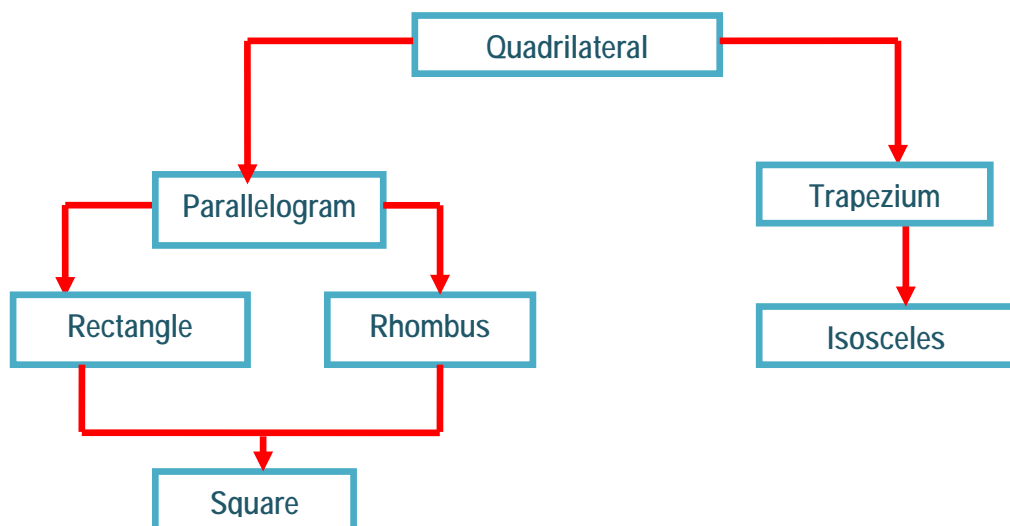 Quadrilateral
Parallelogram
Trapezium
Rectangle
Rhombus
Isosceles
Square